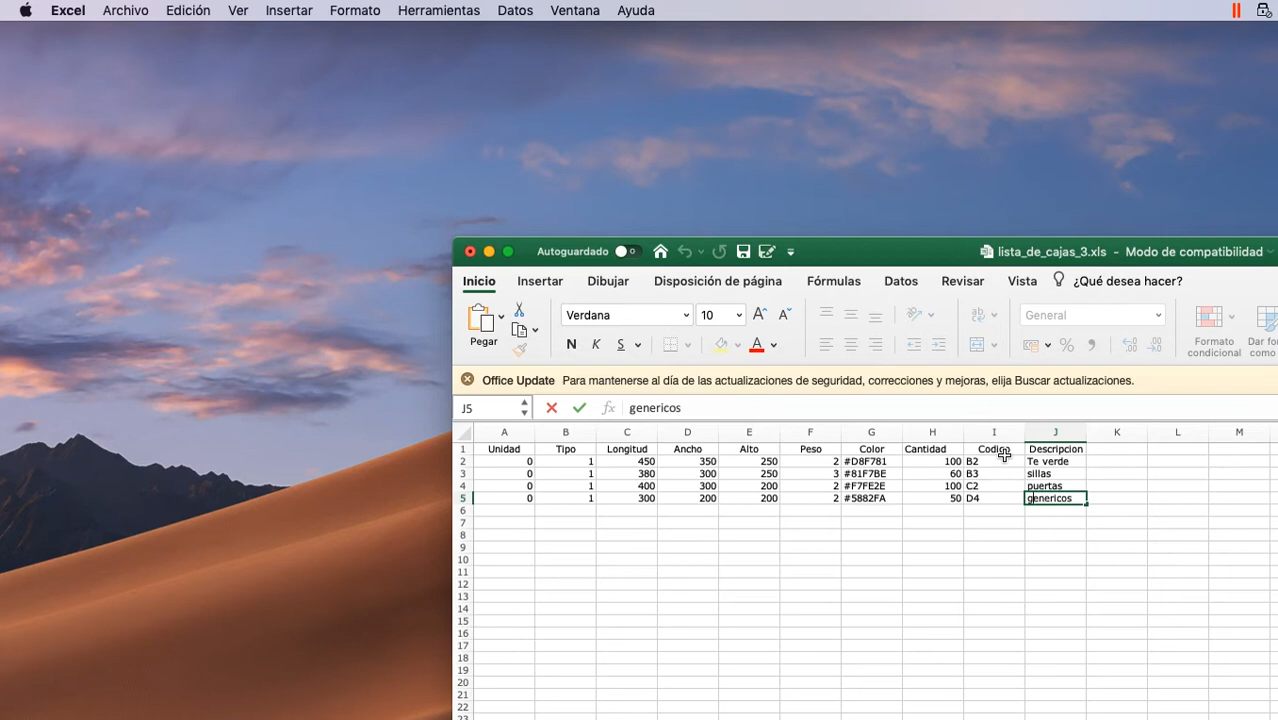 Excel Archivo Edición Ver Insertar Formato Herramientas Datos Ventana Ayuda
Autoguardado lista_de_cajas_3.xls - Modo de compatibilidad
Inicio Insertar Dibujar Disposición de página Fórmulas Datos Revisar Vista ¿Qué desea hacer?
Pegar Verdana 10 A A General
N K S A % Formato condicional Dar for como
Office Update Para mantenerse al día de las actualizaciones de seguridad, correcciones y mejoras, elija Buscar actualizaciones.
J5 fx genericos
A B C D E F G H I J K L M
1 Unidad Tipo Longitud Ancho Alto Peso Color Cantidad Codigo Descripcion
2 0 1 450 350 250 2 #D8F781 100 B2 Te verde
3 0 1 380 300 250 3 #81F7BE 60 B3 sillas
4 0 1 400 300 200 2 #F7FE2E 100 C2 puertas
5 0 1 300 200 200 2 #5882FA 50 D4 genericos
6
7
8
9
10
11
12
13
14
15
16
17
18
19
20
21
22
23